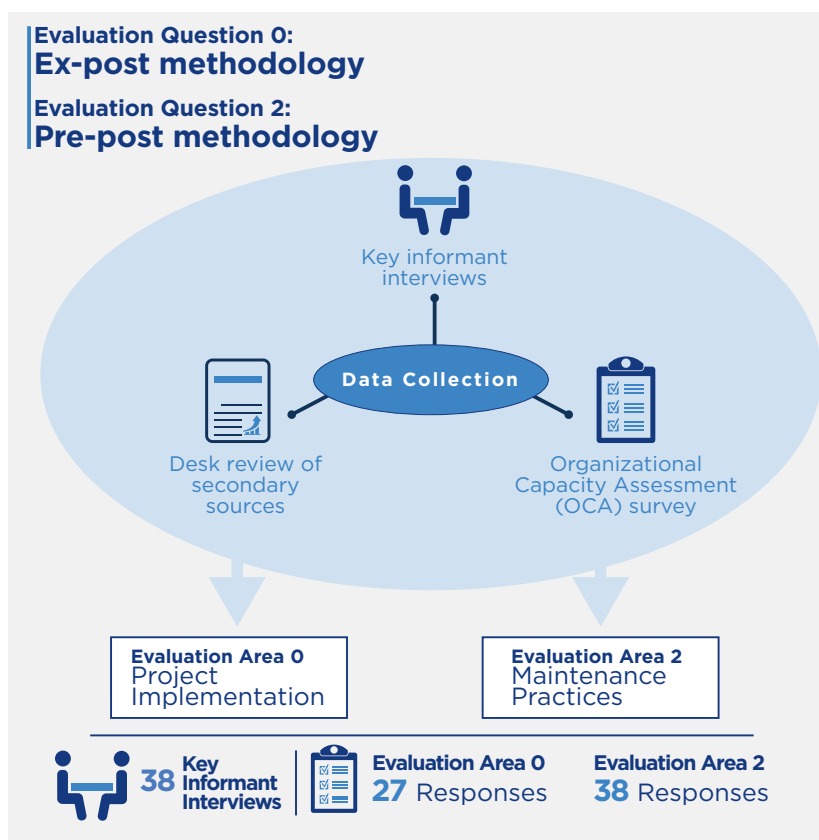 Evaluation Question 0:
Ex-post methodology
Evaluation Question 2:
Pre-post methodology
Key informant
interviews
Data Collection
Desk review of
secondary
sources
Organizational
Capacity Assessment
(OCA) survey
Evaluation Area 0
Project
Implementation
Evaluation Area 2
Maintenance
Practices
38 Key
Informant
Interviews
Evaluation Area 0
27 Responses
Evaluation Area 2
38 Responses